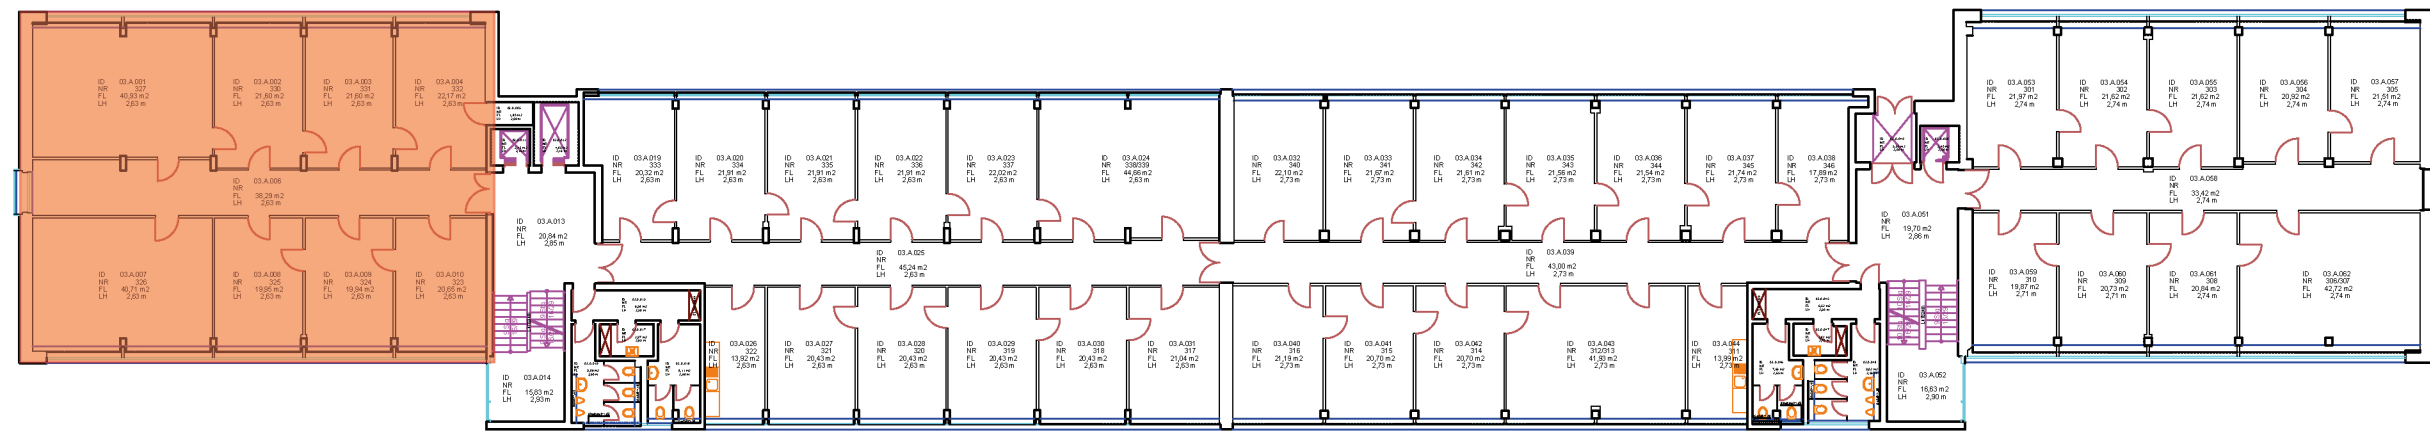 ID 03.A.001
NR 327
FL 40,93 m2
LH 2,63 m
ID 03.A.002
NR 330
FL 21,60 m2
LH 2,63 m
ID 03.A.003
NR 331
FL 21,60 m2
LH 2,63 m
ID 03.A.004
NR 332
FL 22,17 m2
LH 2,63 m
ID 03.A.006
NR
FL 38,29 m2
LH 2,63 m
ID 03.A.007
NR 326
FL 40,71 m2
LH 2,63 m
ID 03.A.008
NR 325
FL 19,95 m2
LH 2,63 m
ID 03.A.009
NR 324
FL 19,94 m2
LH 2,63 m
ID 03.A.010
NR 323
FL 20,65 m2
LH 2,63 m
ID 03.A.013
NR
FL 20,84 m2
LH 2,85 m
ID 03.A.014
NR
FL 15,83 m2
LH 2,93 m
ID 03.A.019
NR 333
FL 20,32 m2
LH 2,63 m
ID 03.A.020
NR 334
FL 21,91 m2
LH 2,63 m
ID 03.A.021
NR 335
FL 21,91 m2
LH 2,63 m
ID 03.A.022
NR 336
FL 21,91 m2
LH 2,63 m
ID 03.A.023
NR 337
FL 22,02 m2
LH 2,63 m
ID 03.A.024
NR 338/339
FL 44,66 m2
LH 2,63 m
ID 03.A.025
NR
FL 45,24 m2
LH 2,63 m
ID 03.A.026
NR 322
FL 13,92 m2
LH 2,63 m
ID 03.A.027
NR 321
FL 20,43 m2
LH 2,63 m
ID 03.A.028
NR 320
FL 20,43 m2
LH 2,63 m
ID 03.A.029
NR 319
FL 20,43 m2
LH 2,63 m
ID 03.A.030
NR 318
FL 20,43 m2
LH 2,63 m
ID 03.A.031
NR 317
FL 21,04 m2
LH 2,63 m
ID 03.A.032
NR 340
FL 22,10 m2
LH 2,73 m
ID 03.A.033
NR 341
FL 21,67 m2
LH 2,73 m
ID 03.A.034
NR 342
FL 21,61 m2
LH 2,73 m
ID 03.A.035
NR 343
FL 21,56 m2
LH 2,73 m
ID 03.A.036
NR 344
FL 21,54 m2
LH 2,73 m
ID 03.A.037
NR 345
FL 21,74 m2
LH 2,73 m
ID 03.A.038
NR 346
FL 17,89 m2
LH 2,73 m
ID 03.A.039
NR
FL 43,00 m2
LH 2,73 m
ID 03.A.040
NR 316
FL 21,19 m2
LH 2,73 m
ID 03.A.041
NR 315
FL 20,70 m2
LH 2,73 m
ID 03.A.042
NR 314
FL 20,70 m2
LH 2,73 m
ID 03.A.043
NR 312/313
FL 41,93 m2
LH 2,73 m
ID 03.A.044
NR 311
FL 13,99 m2
LH 2,73 m
ID 03.A.051
NR
FL 19,70 m2
LH 2,86 m
ID 03.A.052
NR
FL 16,63 m2
LH 2,90 m
ID 03.A.053
NR 301
FL 21,97 m2
LH 2,74 m
ID 03.A.054
NR 302
FL 21,62 m2
LH 2,74 m
ID 03.A.055
NR 303
FL 21,62 m2
LH 2,74 m
ID 03.A.056
NR 304
FL 20,92 m2
LH 2,74 m
ID 03.A.057
NR 305
FL 21,51 m2
LH 2,74 m
ID 03.A.058
NR
FL 33,42 m2
LH 2,74 m
ID 03.A.059
NR 310
FL 19,87 m2
LH 2,71 m
ID 03.A.060
NR 309
FL 20,73 m2
LH 2,71 m
ID 03.A.061
NR 308
FL 20,84 m2
LH 2,74 m
ID 03.A.062
NR 306/307
FL 42,72 m2
LH 2,74 m